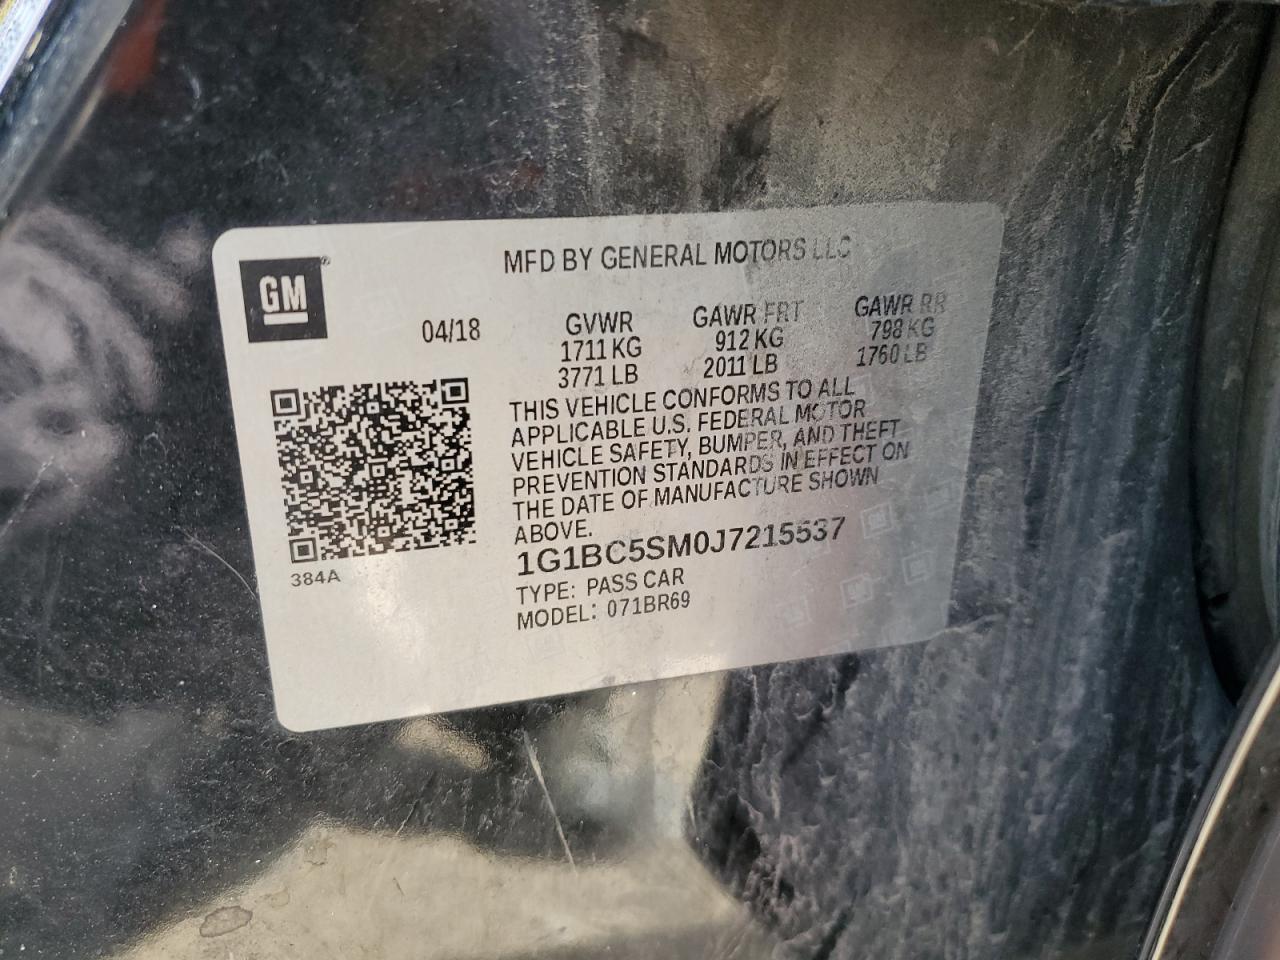 GM®
MFD BY GENERAL MOTORS LLC
04/18
GVWR GAWR FRT GAWR RR
1711 KG 912 KG 798 KG
3771 LB 2011 LB 1760 LB
THIS VEHICLE CONFORMS TO ALL
APPLICABLE U.S. FEDERAL MOTOR
VEHICLE SAFETY, BUMPER, AND THEFT
PREVENTION STANDARDS IN EFFECT ON
THE DATE OF MANUFACTURE SHOWN
ABOVE.
384A
1G1BC5SM0J7215537
TYPE: PASS CAR
MODEL: 071BR69